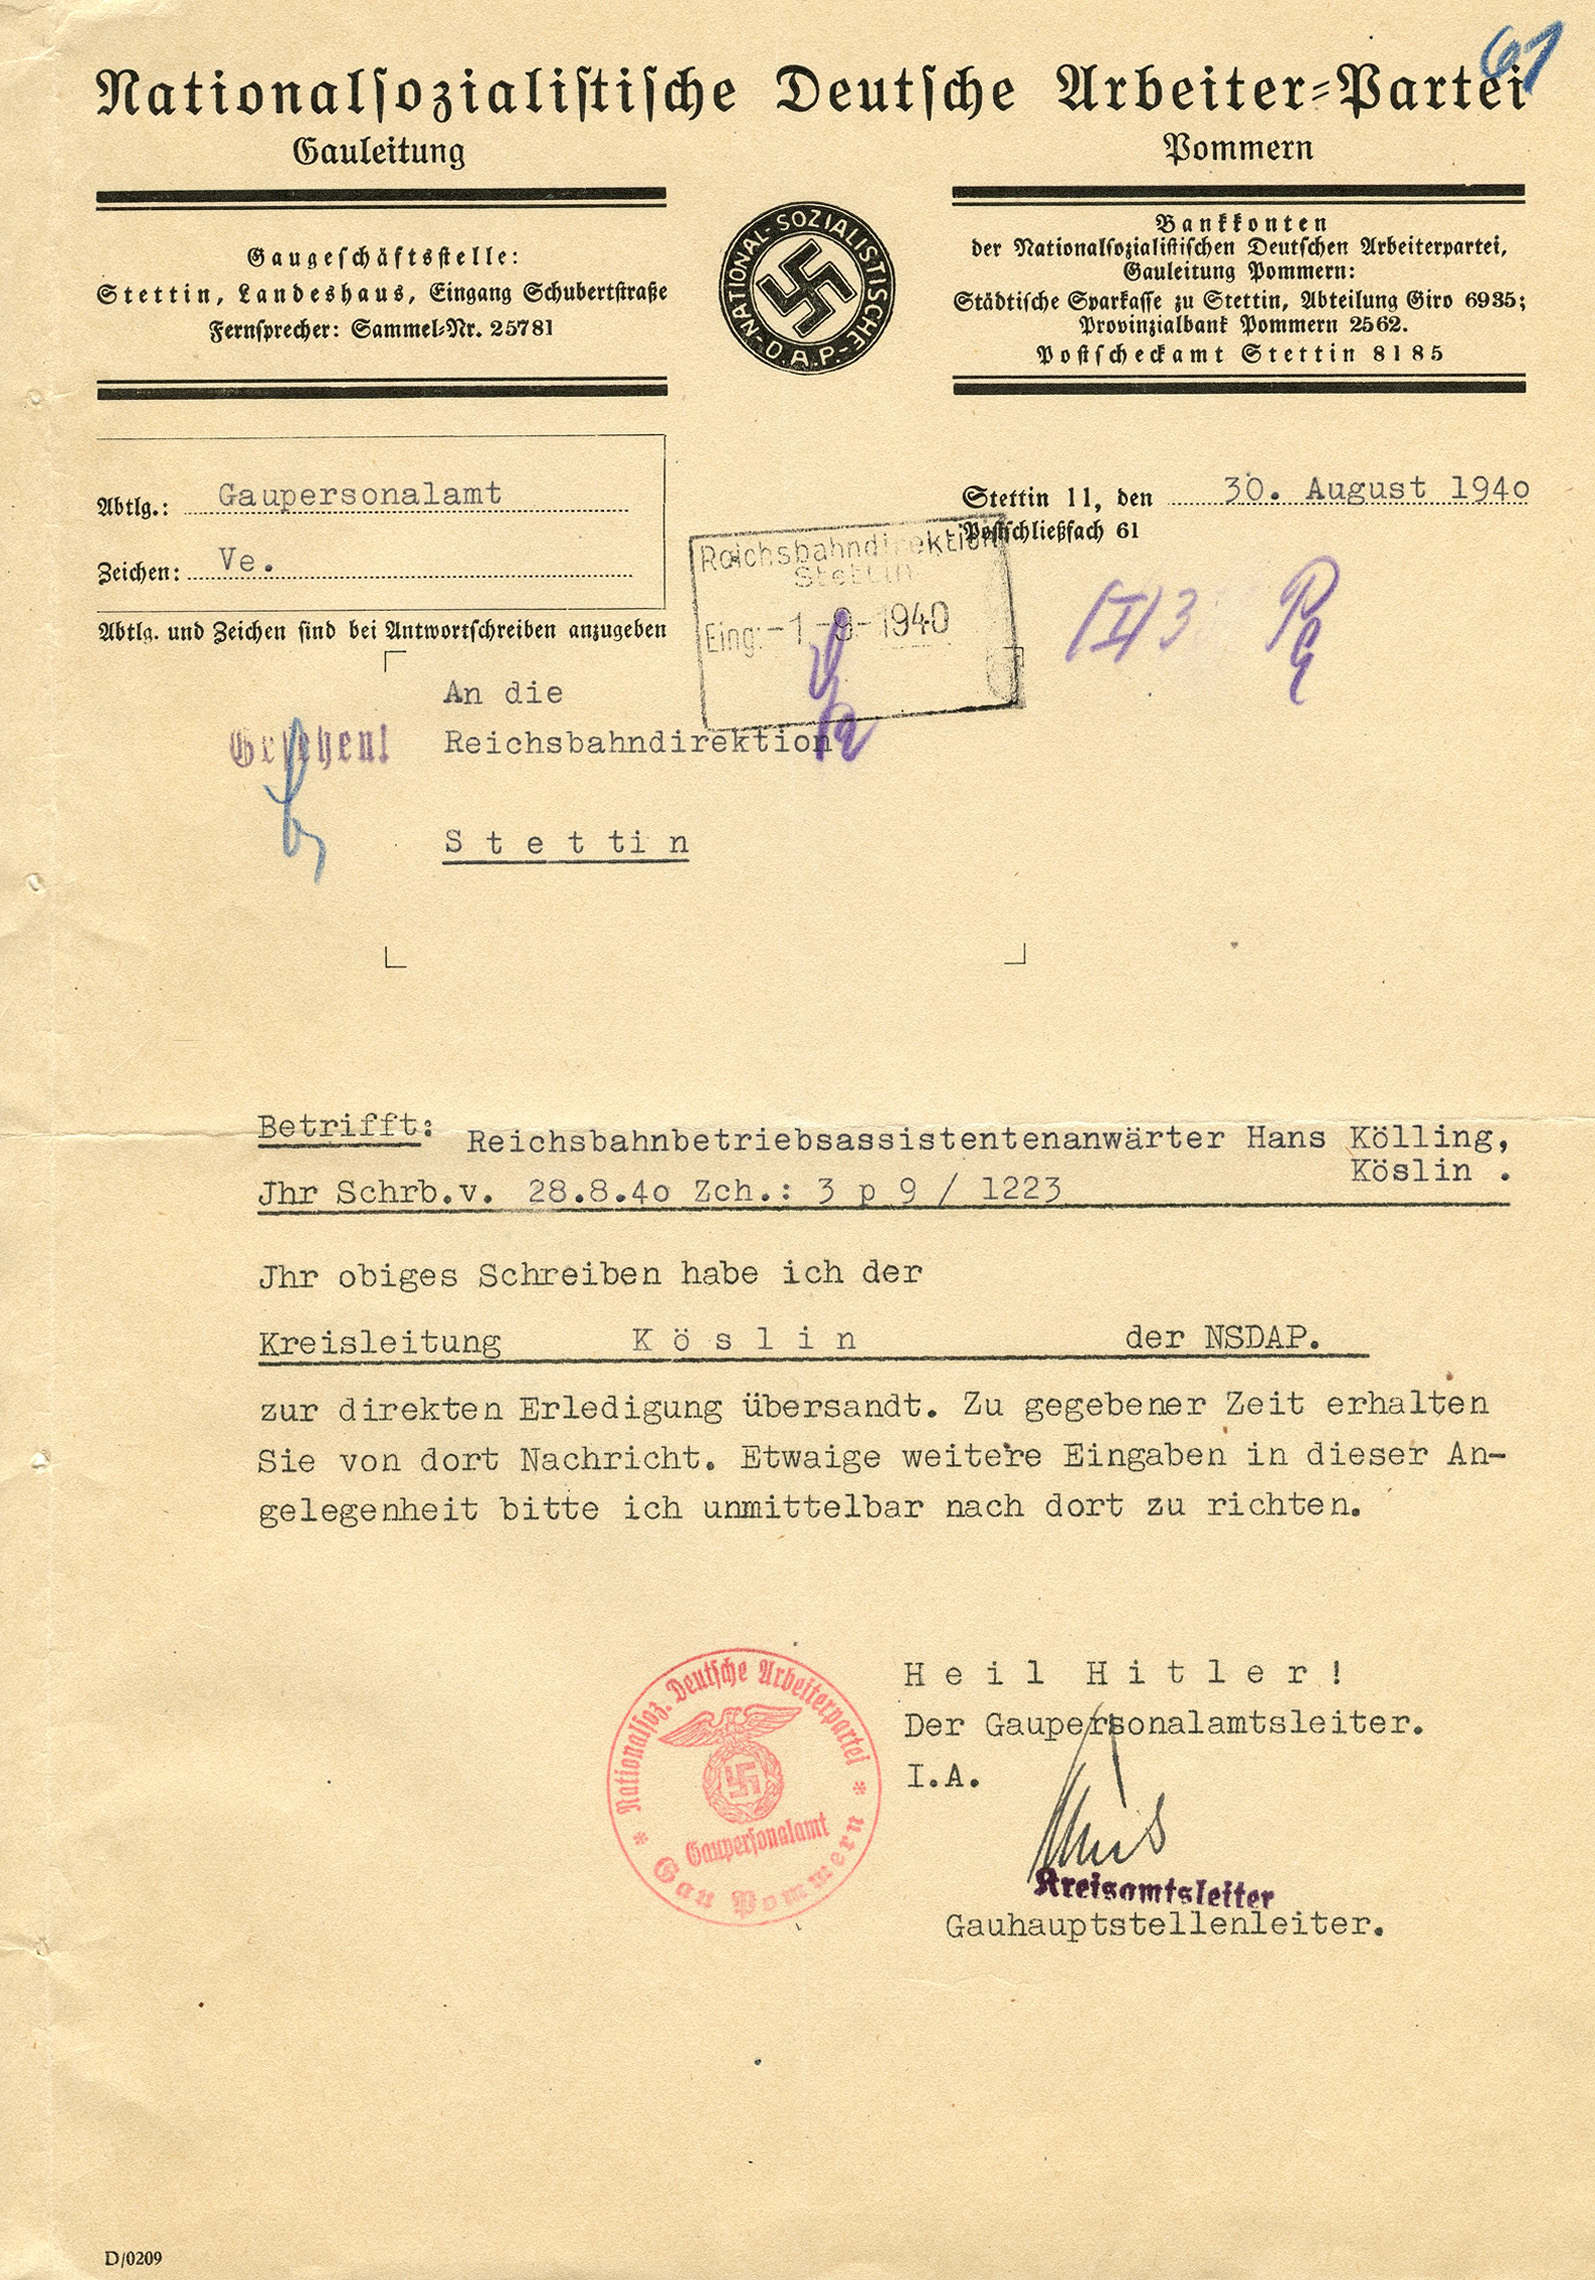 61
Nationalsozialistische Deutsche Arbeiter-Partei
Gauleitung Pommern
Gaugeschäftsstelle:
Stettin, Landeshaus, Eingang Schubertstraße
Fernsprecher: Sammel-Nr. 25781
NATIONAL-SOZIALISTISCHE
-D.A.P.-
Bankkonten
der Nationalsozialistischen Deutschen Arbeiterpartei,
Gauleitung Pommern:
Städtische Sparkasse zu Stettin, Abteilung Giro 6935;
Provinzialbank Pommern 2562.
Postscheckamt Stettin 8185
Abtlg.: Gaupersonalamt
Zeichen: Ve.
Abtlg. und Zeichen sind bei Antwortschreiben anzugeben
Stettin 11, den 30. August 1940
Postschließfach 61
Reichsbahndirektion
Stettin
Eing: -1.-9-1940
(I) 3
An die
Gesehen! Reichsbahndirektion
Stettin
Betrifft: Reichsbahnbetriebsassistentenanwärter Hans Kölling,
Köslin .
Jhr Schrb.v. 28.8.40 Zch.: 3 p 9 / 1223
Jhr obiges Schreiben habe ich der
Kreisleitung Köslin der NSDAP.
zur direkten Erledigung übersandt. Zu gegebener Zeit erhalten
Sie von dort Nachricht. Etwaige weitere Eingaben in dieser An-
gelegenheit bitte ich unmittelbar nach dort zu richten.
Heil Hitler!
Der Gaupersonalamtsleiter.
I.A.
Kreisamtsleiter
Gauhauptstellenleiter.
* Nationalsoz. Deutsche Arbeiterpartei *
Gaupersonalamt
Gau Pommern
D/0209